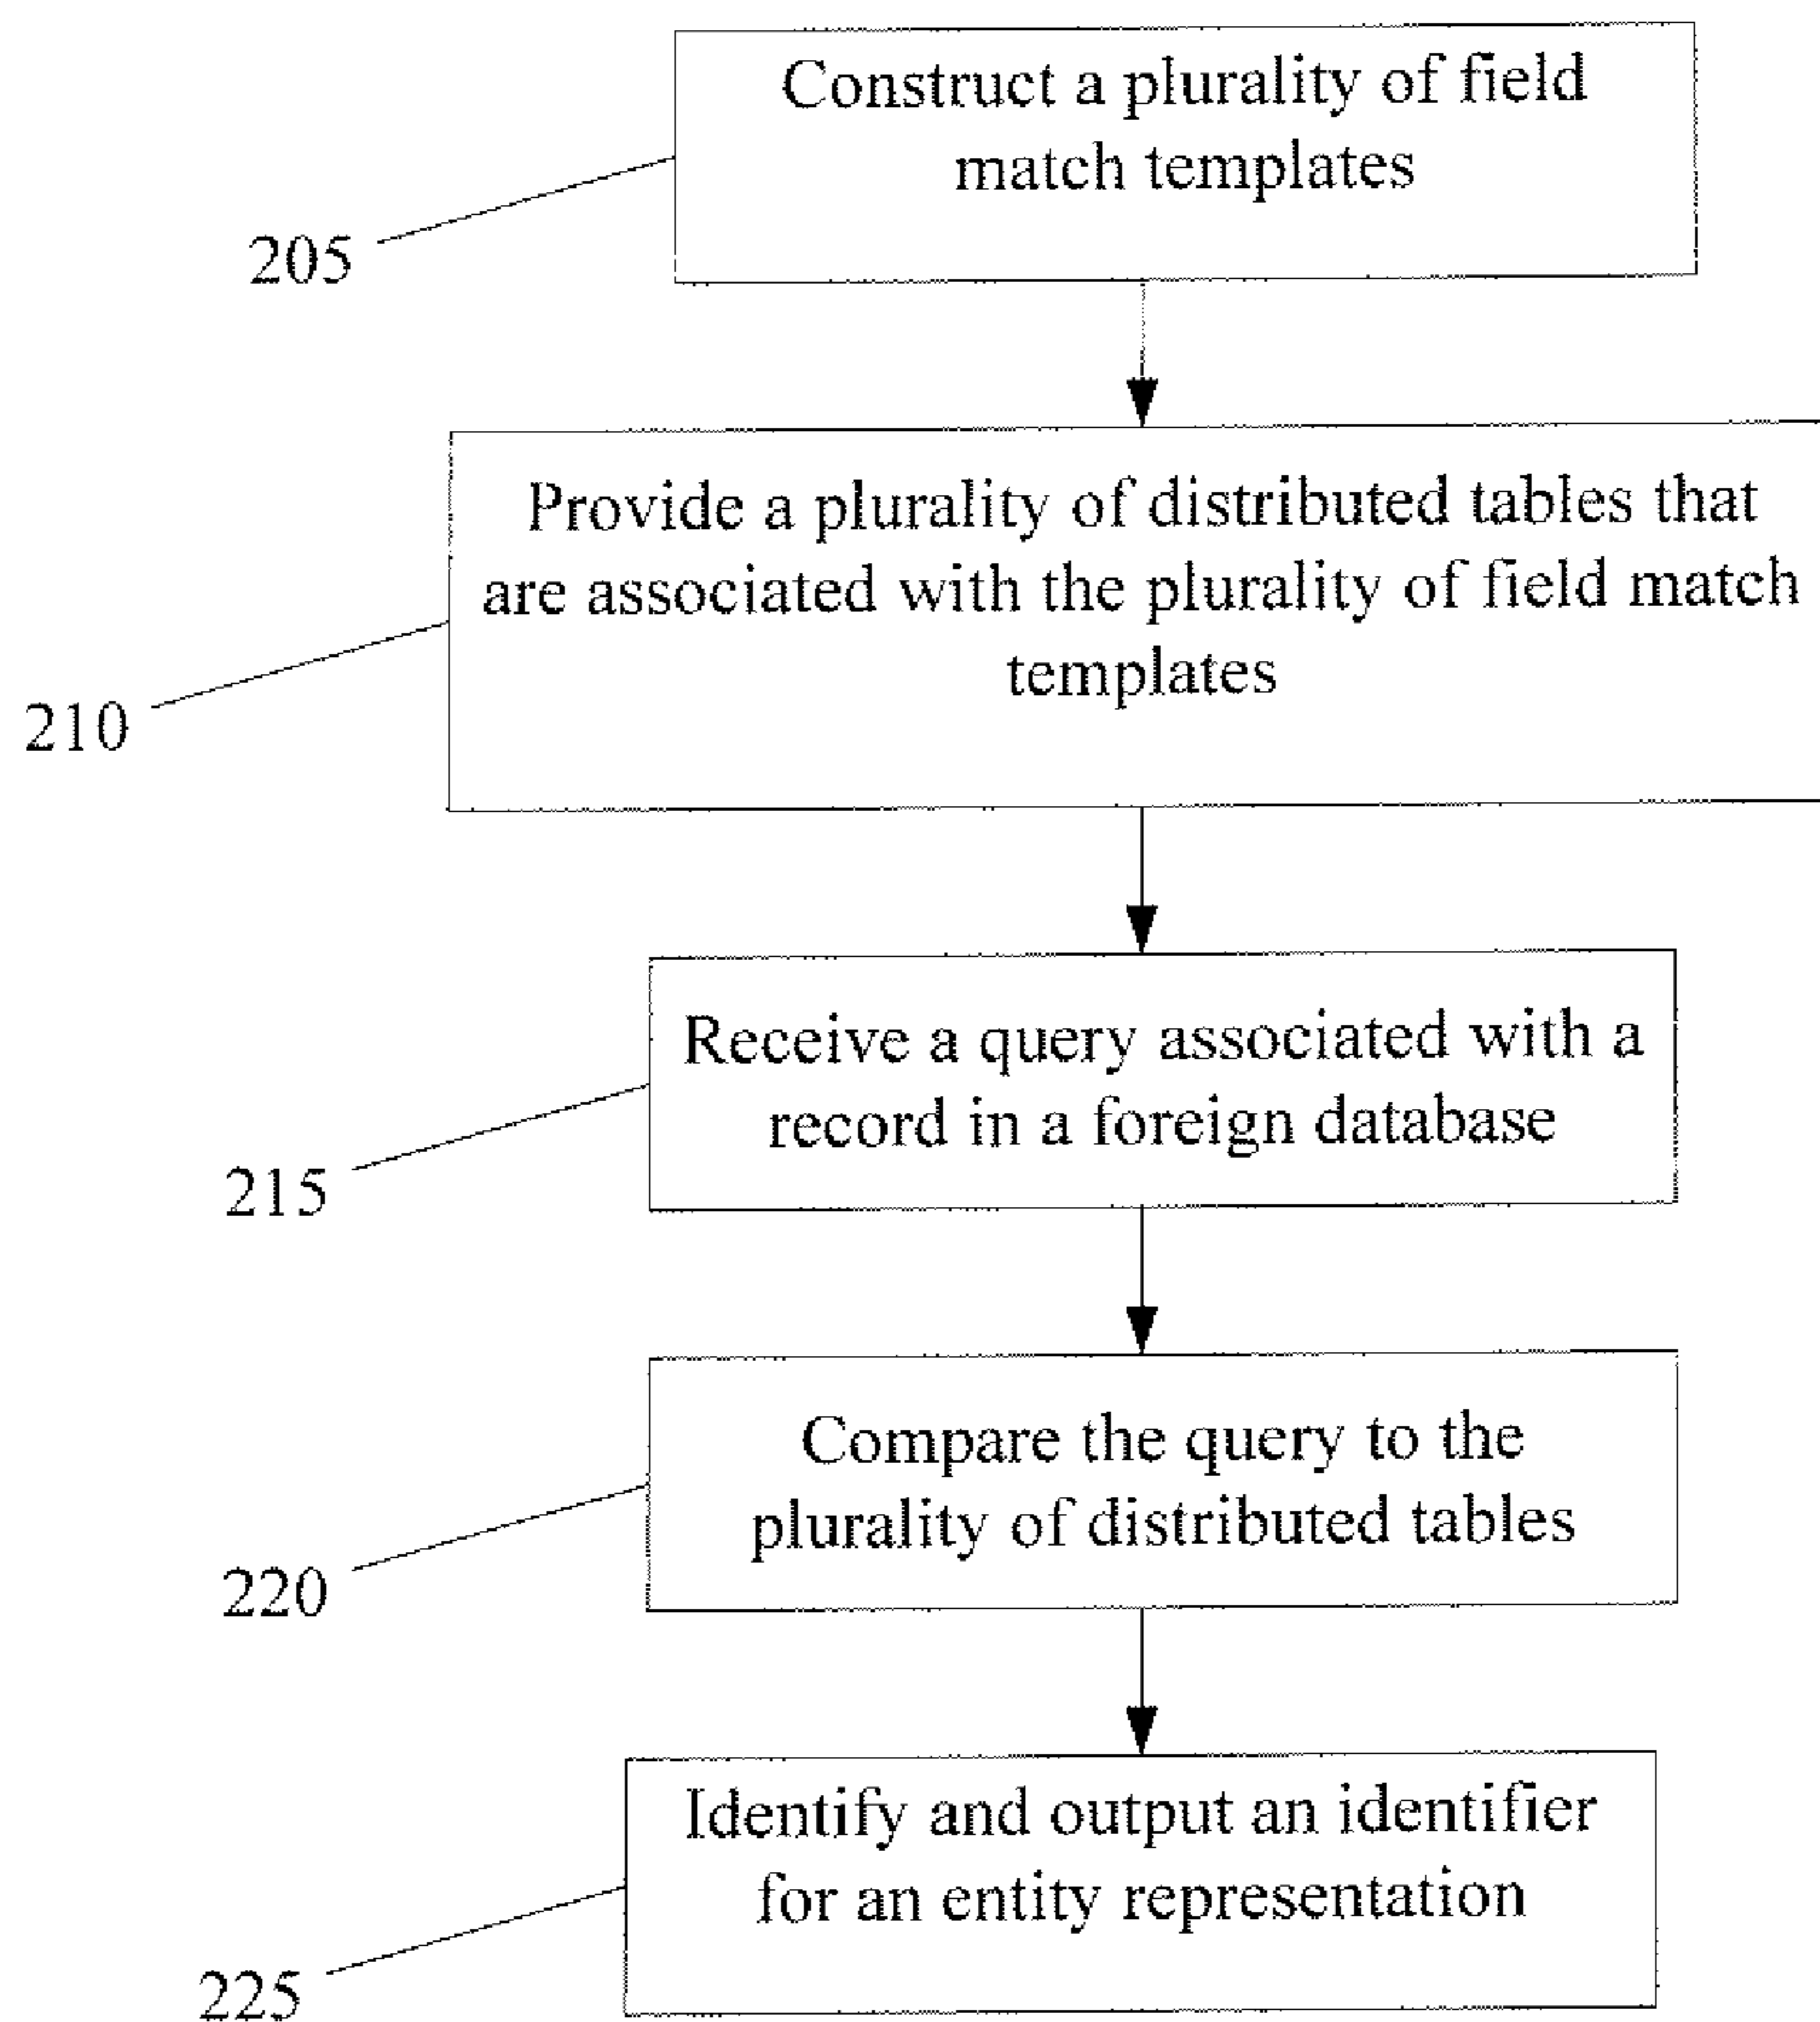 Construct a plurality of field
match templates
205
Provide a plurality of distributed tables that
are associated with the plurality of field match
templates
210
Receive a query associated with a
record in a foreign database
215
Compare the query to the
plurality of distributed tables
220
Identify and output an identifier
for an entity representation
225